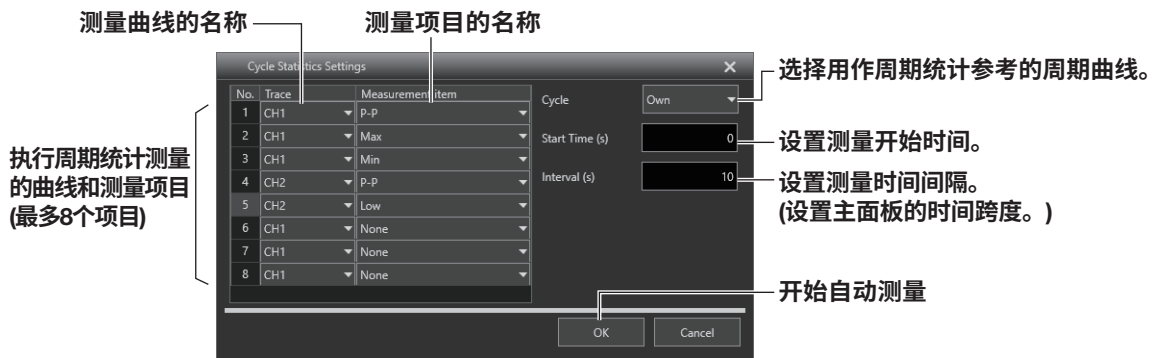 测量曲线的名称
测量项目的名称
Cycle Statistics Settings
No. Trace Measurement item
1 CH1 P-P
2 CH1 Max
3 CH1 Min
4 CH2 P-P
5 CH2 Low
6 CH1 None
7 CH1 None
8 CH1 None
Cycle Own
Start Time (s) 0
Interval (s) 10
OK Cancel
执行周期统计测量
的曲线和测量项目
(最多8个项目)
选择用作周期统计参考的周期曲线。
设置测量开始时间。
设置测量时间间隔。
(设置主面板的时间跨度。)
开始自动测量